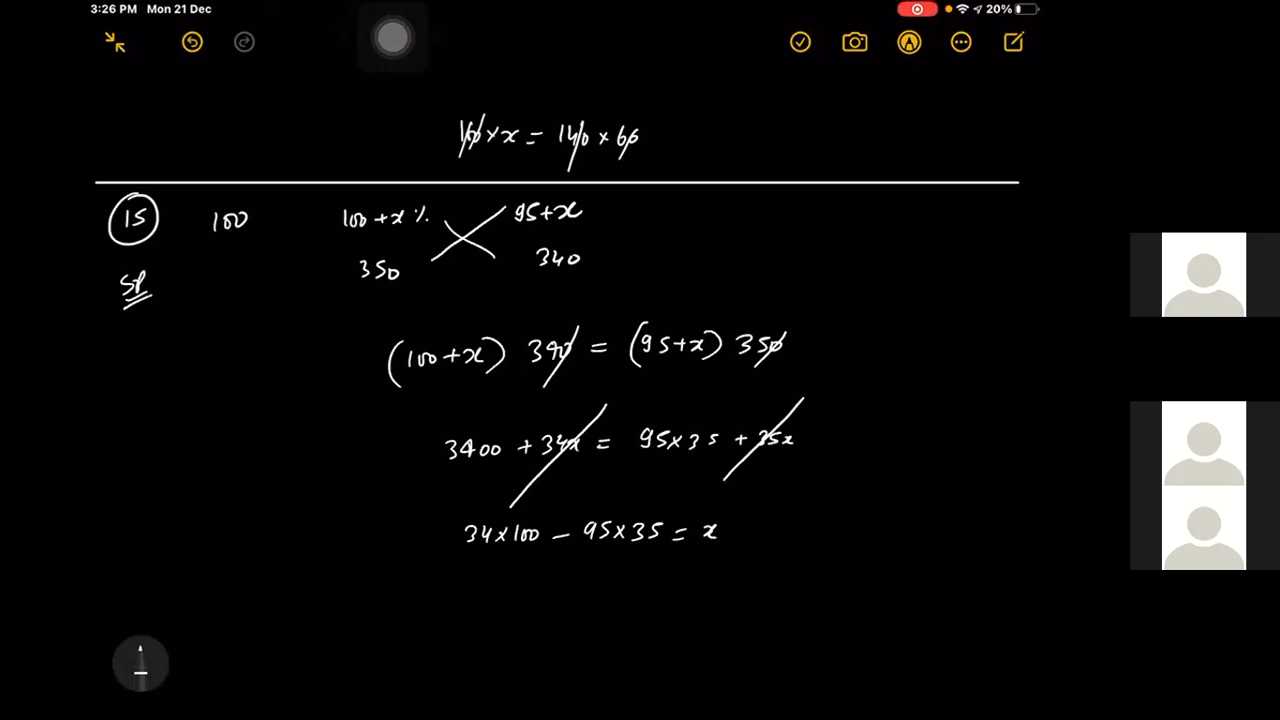 3:26 PM Mon 21 Dec 20%
100 × x = 140 × 60
15 100 100 + x % 95+x
SP 350 340
(100 + x) 340 = (95+x) 350
3400 + 34x = 95×35 + 35x
34×100 - 95×35 = x